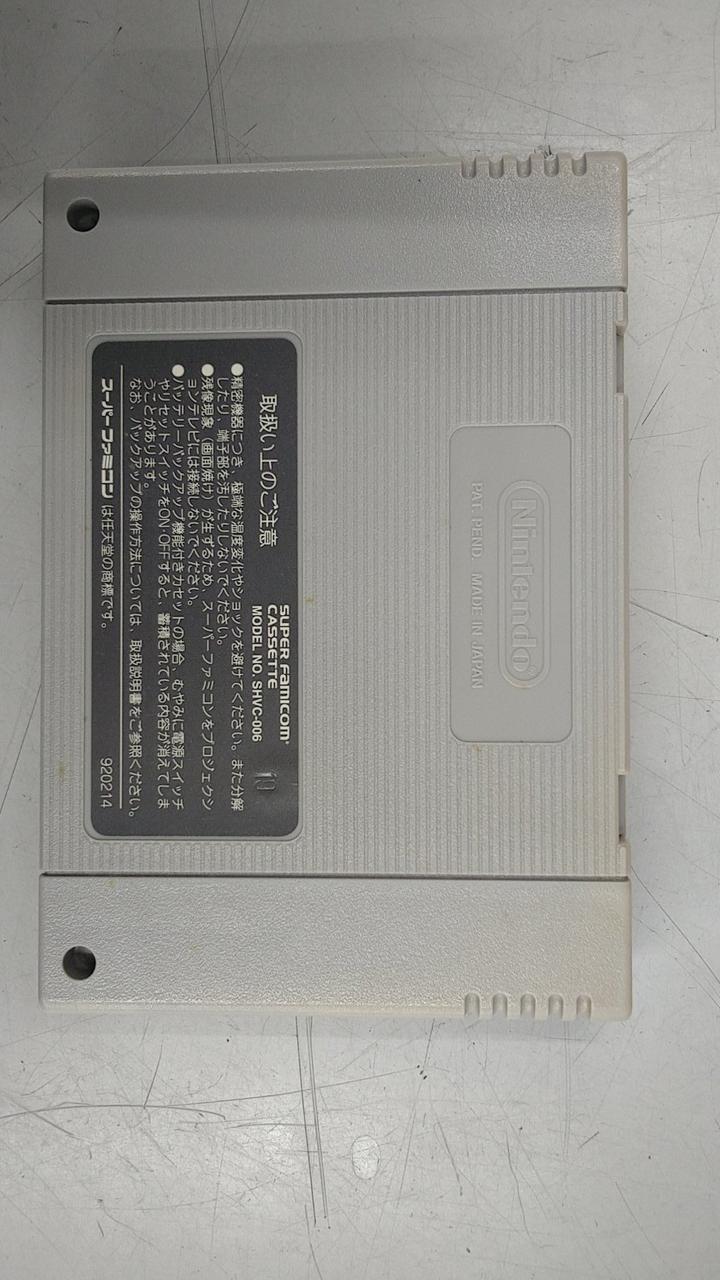 Nintendo
PAT. PEND. MADE IN JAPAN
SUPER FAMICOM
CASSETTE
MODEL NO. SHVC-006
取扱い上のご注意
●精密機器につき、極端な温度変化やショックを避けてください。また分解
したり、端子部を汚したりしないでください。
●残像現象(画面焼け)が生ずるため、スーパーファミコンをプロジェクシ
ョンテレビには接続しないでください。
●バッテリーバックアップ機能付きカセットの場合、むやみに電源スイッチ
やリセットスイッチをON・OFFすると、蓄積されている内容が消えてしま
うことがあります。
なお、バックアップの操作方法については、取扱説明書をご参照ください。
スーパーファミコンは任天堂の商標です。 920214